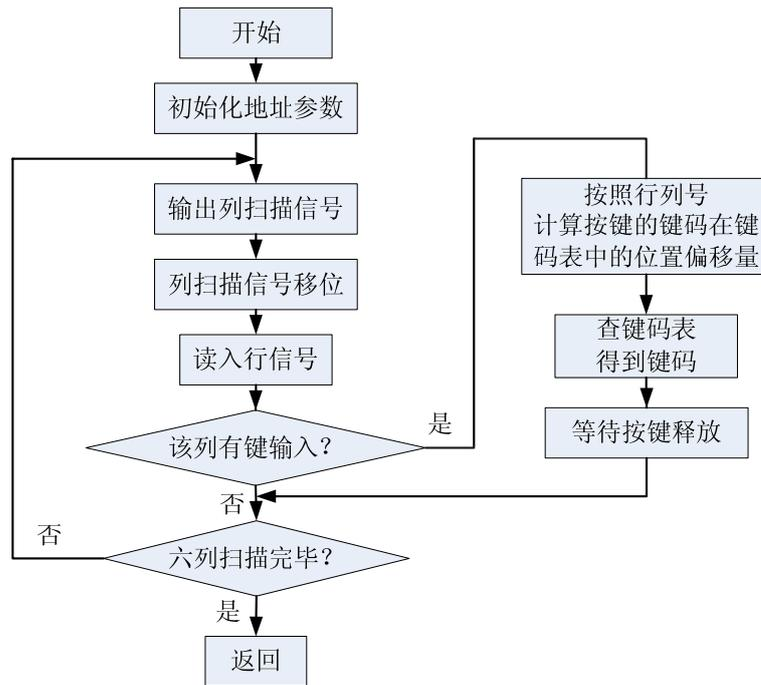 开始
初始化地址参数
输出列扫描信号
列扫描信号移位
读入行信号
该列有键输入?
是
按照行列号
计算按键的键码在键
码表中的位置偏移量
查键码表
得到键码
等待按键释放
否
六列扫描完毕?
否
是
返回